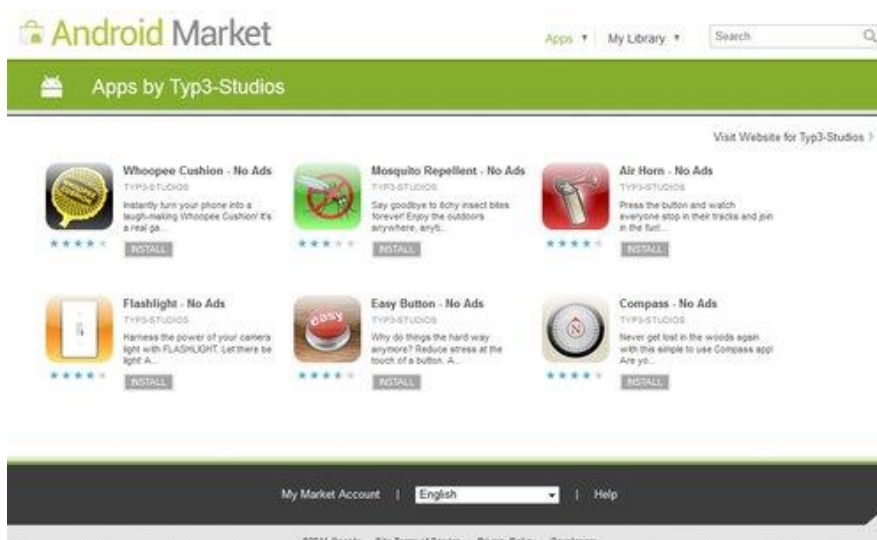 Android Market
Apps
My Library
Search
Apps by Typ3-Studios
Visit Website for Typ3-Studios
WHOOPEE
CUSHION
Whoopee Cushion - No Ads
TYP3-STUDIOS
Instantly turn your phone into a
laugh-making Whoopee Cushion! It's
a real ga...
INSTALL
Mosquito Repellent - No Ads
TYP3-STUDIOS
Say goodbye to itchy insect bites
forever! Enjoy the outdoors
anywhere, anyti...
INSTALL
Air Horn - No Ads
TYP3-STUDIOS
Press the button and watch
everyone stop in their tracks and join
in the fun!...
INSTALL
Flashlight - No Ads
TYP3-STUDIOS
Harness the power of your camera
light with FLASHLIGHT. Let there be
light! A...
INSTALL
easy
Easy Button - No Ads
TYP3-STUDIOS
Why do things the hard way
anymore? Reduce stress at the
touch of a button. A...
INSTALL
N
Compass - No Ads
TYP3-STUDIOS
Never get lost in the woods again
with this simple to use Compass app!
Are yo...
INSTALL
My Market Account | English | Help